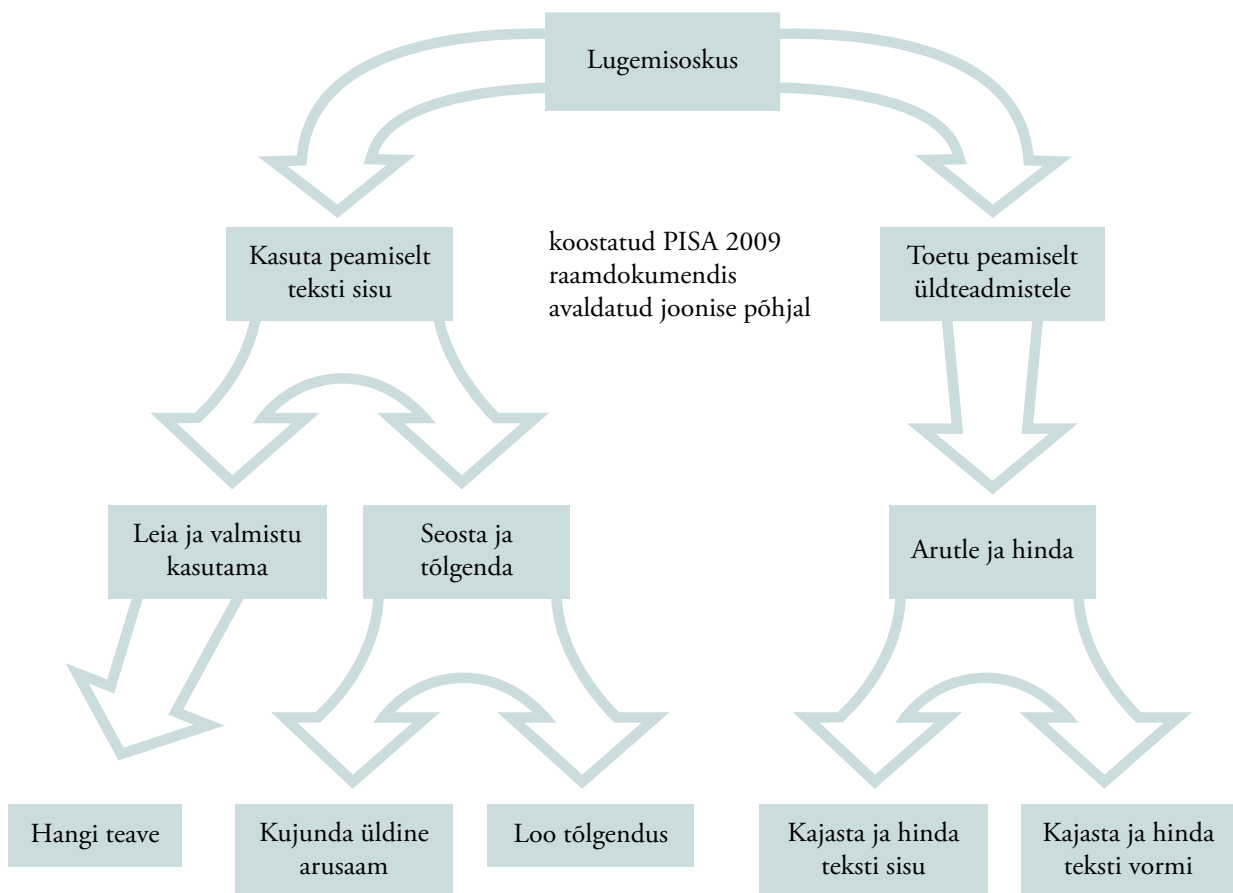 Lugemisoskus
Kasuta peamiselt
teksti sisu
koostatud PISA 2009
raamdokumendis
avaldatud joonise põhjal
Toetu peamiselt
üldteadmistele
Leia ja valmistu
kasutama
Seosta ja
tõlgenda
Arutle ja hinda
Hangi teave
Kujunda üldine
arusaam
Loo tõlgendus
Kajasta ja hinda
teksti sisu
Kajasta ja hinda
teksti vormi